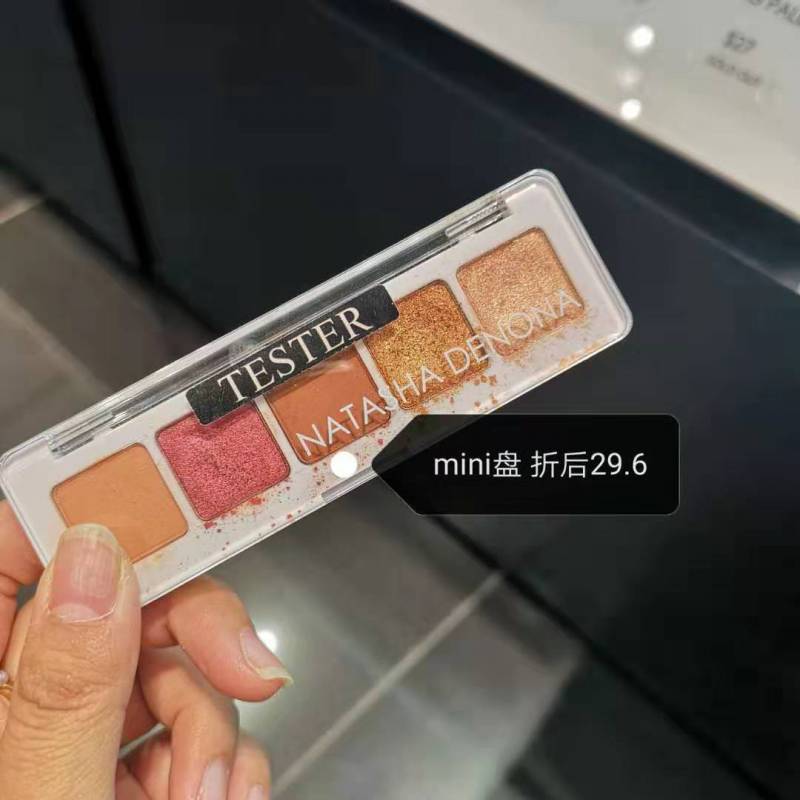 $27
TESTER
NATASHA DENONA
mini盘 折后29.6